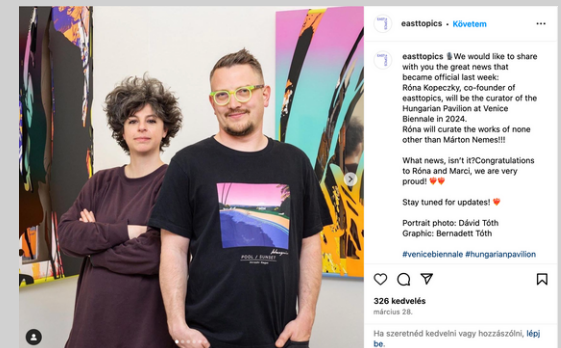 POOL / SUNSET
easttopics • Követem
easttopics We would like to share
with you the great news that
became official last week:
Róna Kopeczky, co-founder of
easttopics, will be the curator of the
Hungarian Pavilion at Venice
Biennale in 2024.
Róna will curate the works of none
other than Márton Nemes!!!
What news, isn't it?Congratulations
to Róna and Marci, we are very
proud!
Stay tuned for updates!
Portrait photo: Dávid Tóth
Graphic: Bernadett Tóth
#venicebiennale #hungarianpavilion
326 kedvelés
március 28.
Ha szeretnéd kedvelni vagy hozzászólni, lépj
be.